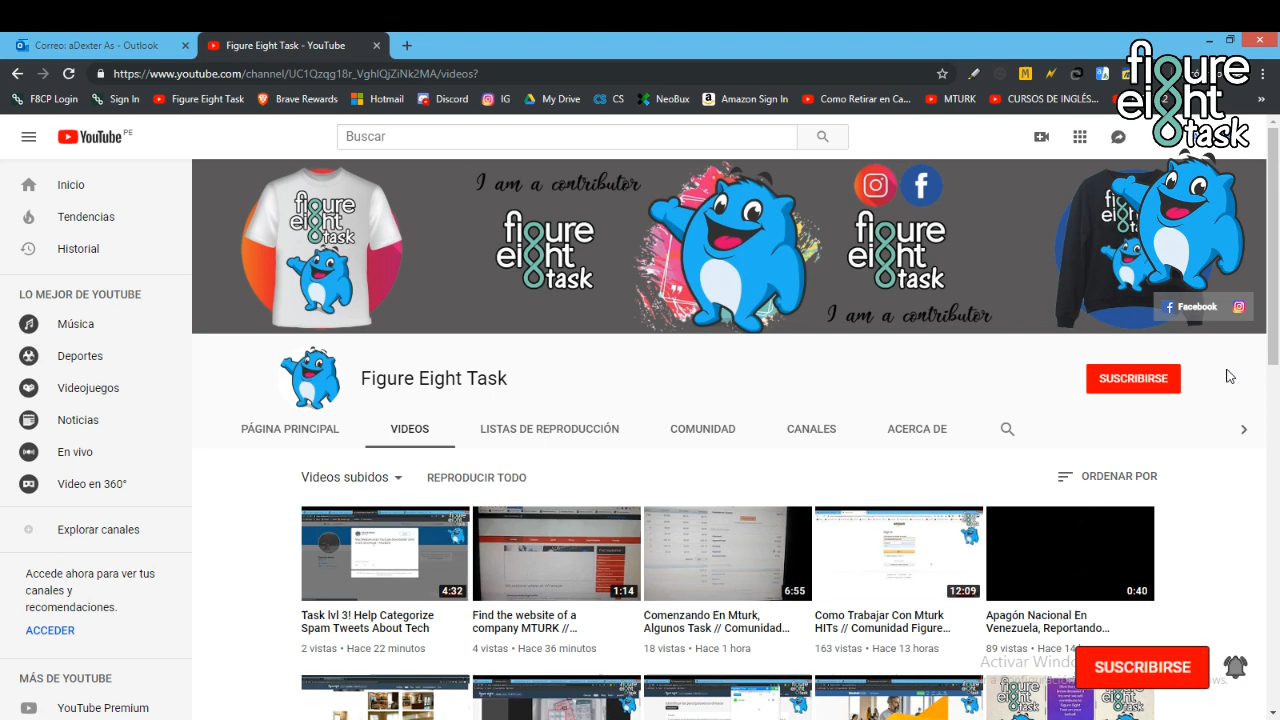 Correo: aDexter As - Outlook
Figure Eight Task - YouTube
https://www.youtube.com/channel/UC1Qzqg18r_VghlQjZiNk2MA/videos?
F8CP Login
Sign In
Figure Eight Task
Brave Rewards
Hotmail
Discord
IG
My Drive
CS
NeoBux
Amazon Sign In
Como Retirar en Ca...
MTURK
CURSOS DE INGLÉS...
figure
eight
task
YouTube PE
Buscar
Inicio
Tendencias
Historial
LO MEJOR DE YOUTUBE
Música
Deportes
Videojuegos
Noticias
En vivo
Video en 360°
Explorar canales
Accede ahora para ver tus
canales y
recomendaciones.
ACCEDER
MÁS DE YOUTUBE
YouTube Premium
figure
eight
task
I am a contributor
figure
eight
task
figure
eight
task
I am a contributor
Facebook
Figure Eight Task
SUSCRIBIRSE
PÁGINA PRINCIPAL
VIDEOS
LISTAS DE REPRODUCCIÓN
COMUNIDAD
CANALES
ACERCA DE
Videos subidos
REPRODUCIR TODO
ORDENAR POR
4:32
1:14
6:55
12:09
0:40
Task lvl 3! Help Categorize
Spam Tweets About Tech
2 vistas • Hace 22 minutos
Find the website of a
company MTURK //...
4 vistas • Hace 36 minutos
Comenzando En Mturk,
Algunos Task // Comunidad...
18 vistas • Hace 1 hora
Como Trabajar Con Mturk
HITs // Comunidad Figure...
163 vistas • Hace 13 horas
Apagón Nacional En
Venezuela, Reportando...
89 vistas • Hace
Activar
SUSCRIBIRSE